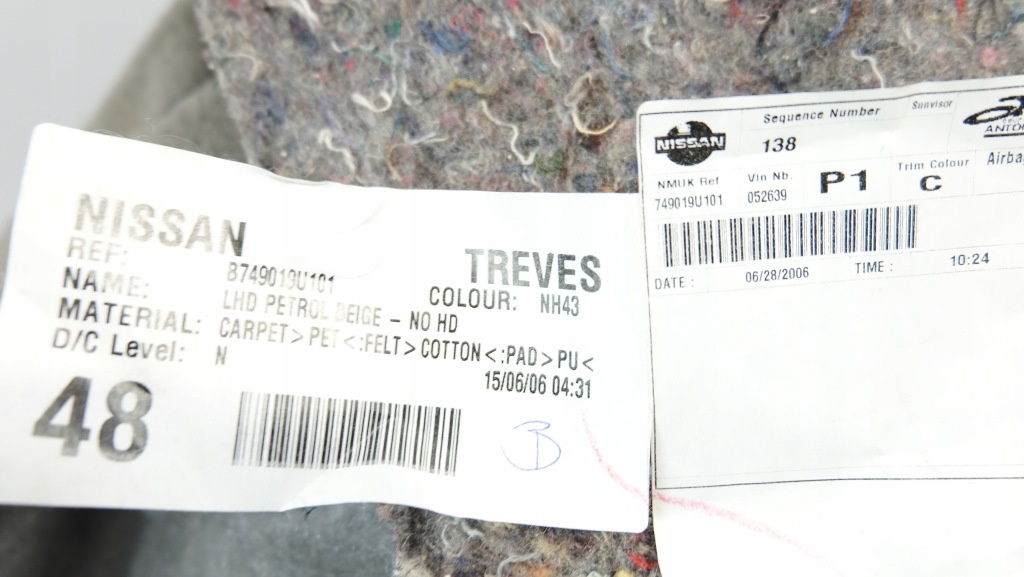 NISSAN
TREVES
REF: B749019U101
COLOUR: NH43
NAME: LHD PETROL BEIGE - NO HD
MATERIAL: CARPET>PET<:FELT>COTTON<:PAD>PU<
D/C Level: N
15/06/06 04:31
48
B
NISSAN
Sequence Number
138
Sunvisor
NMUK Ref
749019U101
Vin Nb.
052639
P1
Trim Colour
C
DATE : 06/28/2006 TIME : 10:24